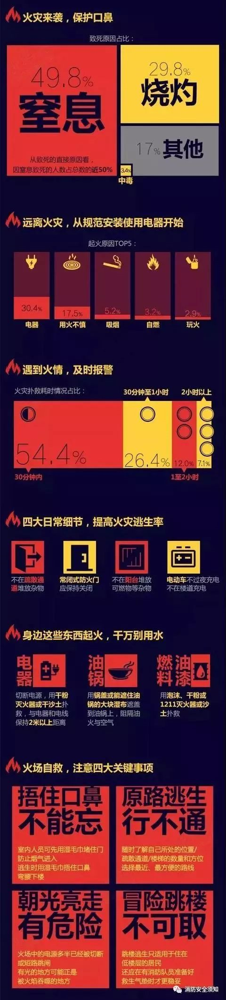 火灾来袭，保护口鼻
致死原因占比：
49.8%
窒息
从致死的直接原因看，
因窒息致死的人数占总数的近50%
29.8%
烧灼
17%其他
3.4%
中毒
远离火灾，从规范安装使用电器开始
起火原因TOP5：
30.4%
17.5%
5.2%
3.2%
2.9%
电器
用火不慎
吸烟
自燃
玩火
遇到火情，及时报警
火灾扑救耗时情况占比：
30分钟至1小时
2小时以上
54.4%
26.4%
12.0%
7.1%
30分钟内
1至2小时
四大日常细节，提高火灾逃生率
不在疏散通
道堆放杂物
常闭式防火门
应保持关闭
不在阳台堆放
可燃物等杂物
电动车不过夜充电
不在楼道充电
身边这些东西起火，千万别用水
电器
切断电源，用干粉
灭火器或干沙土扑
救，与电器和电线
保持2米以上距离
油锅
用锅盖或能遮住油
锅的大块湿布遮盖
到油锅上，阻隔油
火与空气
燃料
油漆
用泡沫、干粉或
1211灭火器或沙
土扑救
火场自救，注意四大关键事项
捂住口鼻
不能忘
室内人员可先用湿毛巾堵住门
防止烟气进入
逃生时用湿毛巾捂住口鼻
弯腰下楼
原路逃生
行不通
随时了解自己所处的位置/
疏散通道/楼梯的数量和方位
选择最近、最方便的路线
朝光亮走
有危险
火场中的电源多半已经被切断
或短路跳闸
有光的地方可能正是
被火焰吞噬的地方
冒险跳楼
不可取
跳楼逃生只适用于住在
低楼层的居民
还应在有消防队员准备好
救生气垫时才更稳妥
消防安全须知